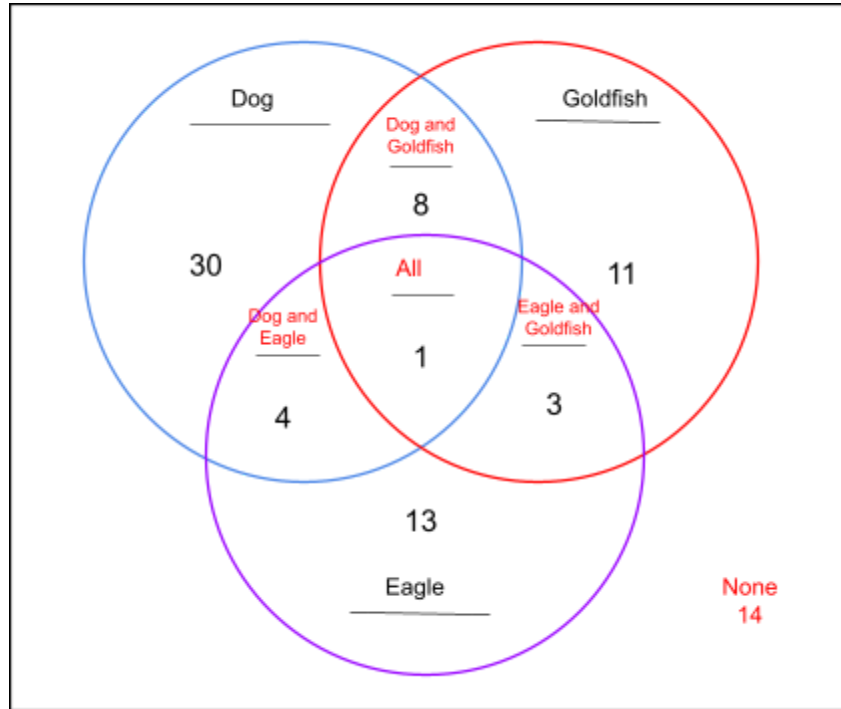 Dog
Goldfish
Dog and
Goldfish
8
30
All
11
Dog and
Eagle
Eagle and
Goldfish
1
4
3
13
Eagle
None
14